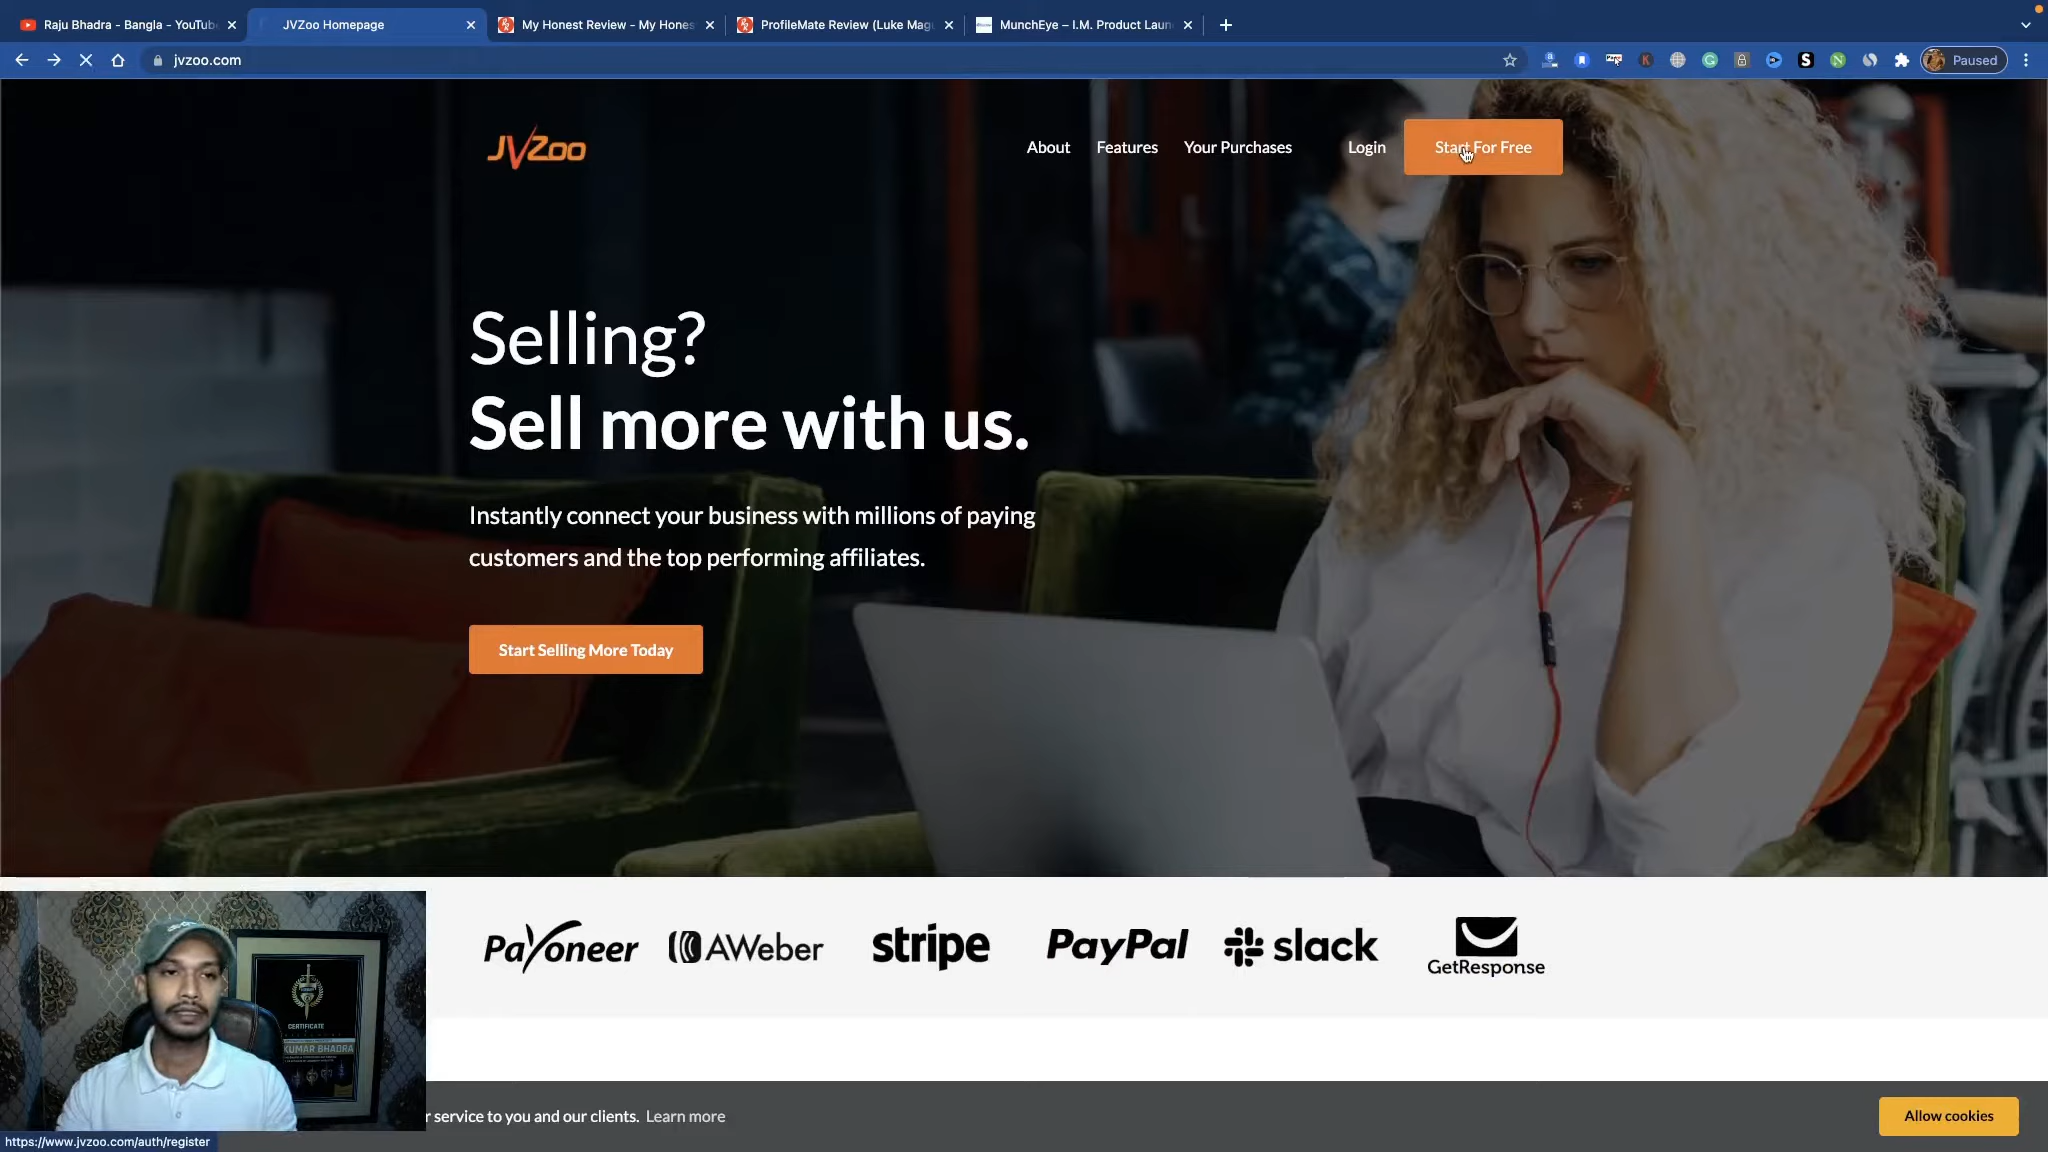 Raju Bhadra - Bangla - YouTub
JVZoo Homepage
My Honest Review - My Hones
ProfileMate Review (Luke Magu
MunchEye – I.M. Product Laun
jvzoo.com
Paused
JVZoo
About
Features
Your Purchases
Login
Start For Free
Selling?
Sell more with us.
Instantly connect your business with millions of paying
customers and the top performing affiliates.
Start Selling More Today
Payoneer
AWeber
stripe
PayPal
slack
GetResponse
CERTIFICATE
KUMAR BHADRA
r service to you and our clients. Learn more
Allow cookies
https://www.jvzoo.com/auth/register